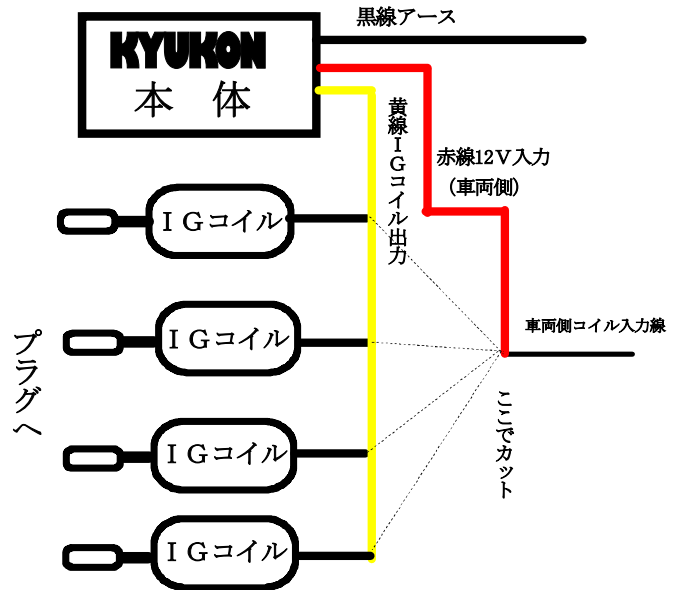 黒線アース
KYUKON
本 体
黄線IGコイル出力
赤線12V入力
(車両側)
IGコイル
車両側コイル入力線
IGコイル
プラグへ
ここでカット
IGコイル
IGコイル